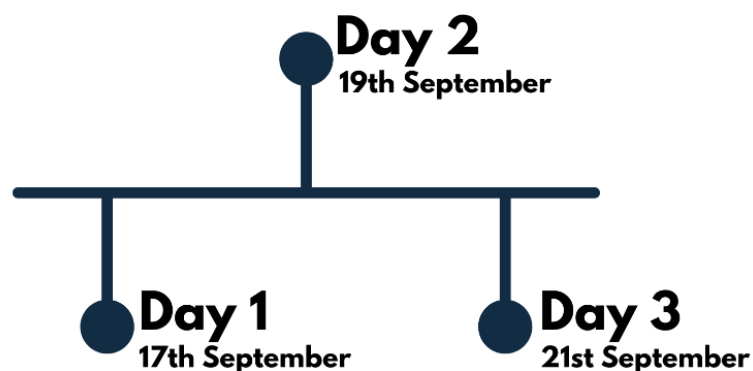 Day 1
17th September
Day 2
19th September
Day 3
21st September